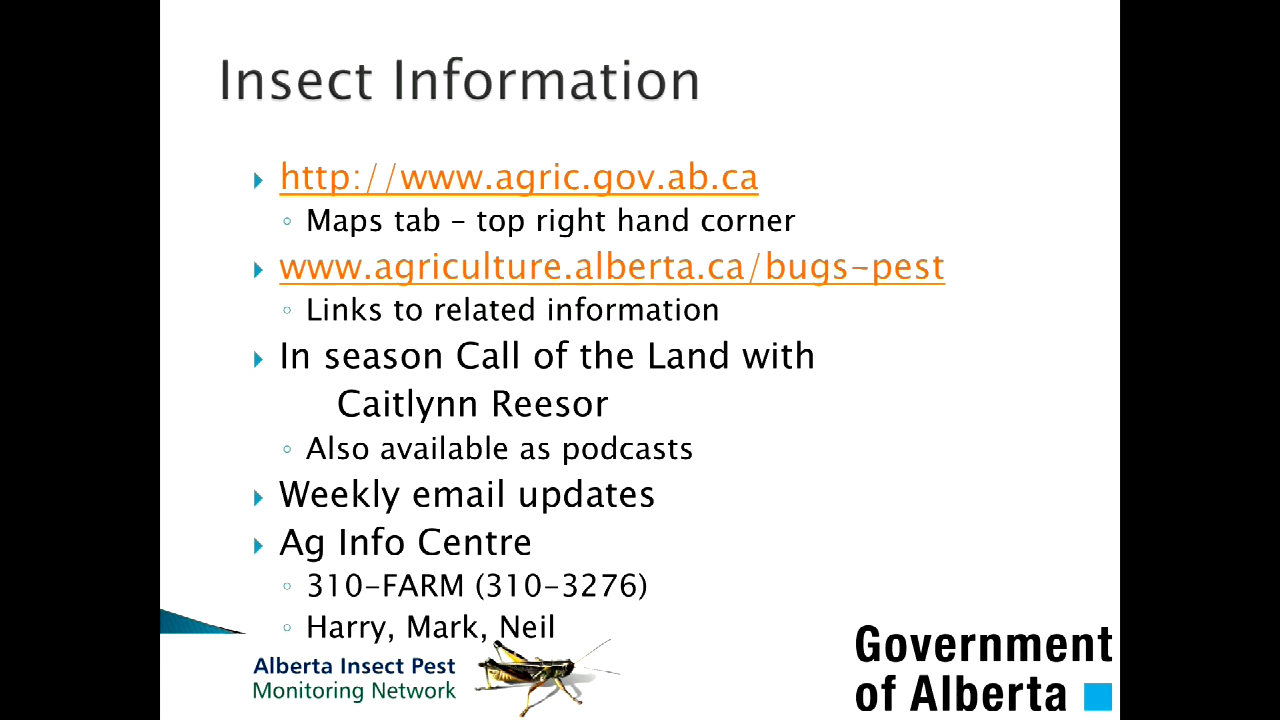 Insect Information
http://www.agric.gov.ab.ca
Maps tab – top right hand corner
www.agriculture.alberta.ca/bugs-pest
Links to related information
In season Call of the Land with
Caitlynn Reesor
Also available as podcasts
Weekly email updates
Ag Info Centre
310-FARM (310-3276)
Harry, Mark, Neil
Alberta Insect Pest
Monitoring Network
Government
of Alberta